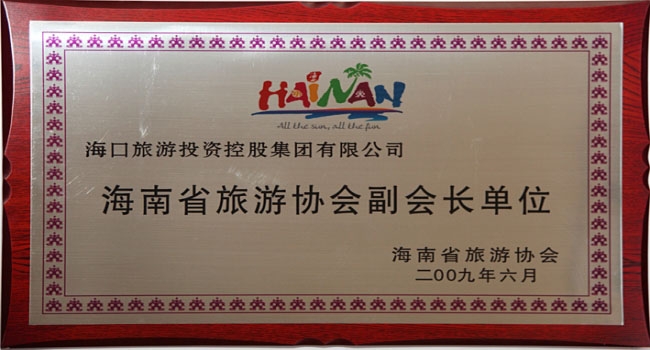 HAINAN
All the sun, all the fun
海口旅游投资控股集团有限公司
海南省旅游协会副会长单位
海南省旅游协会
二00九年六月